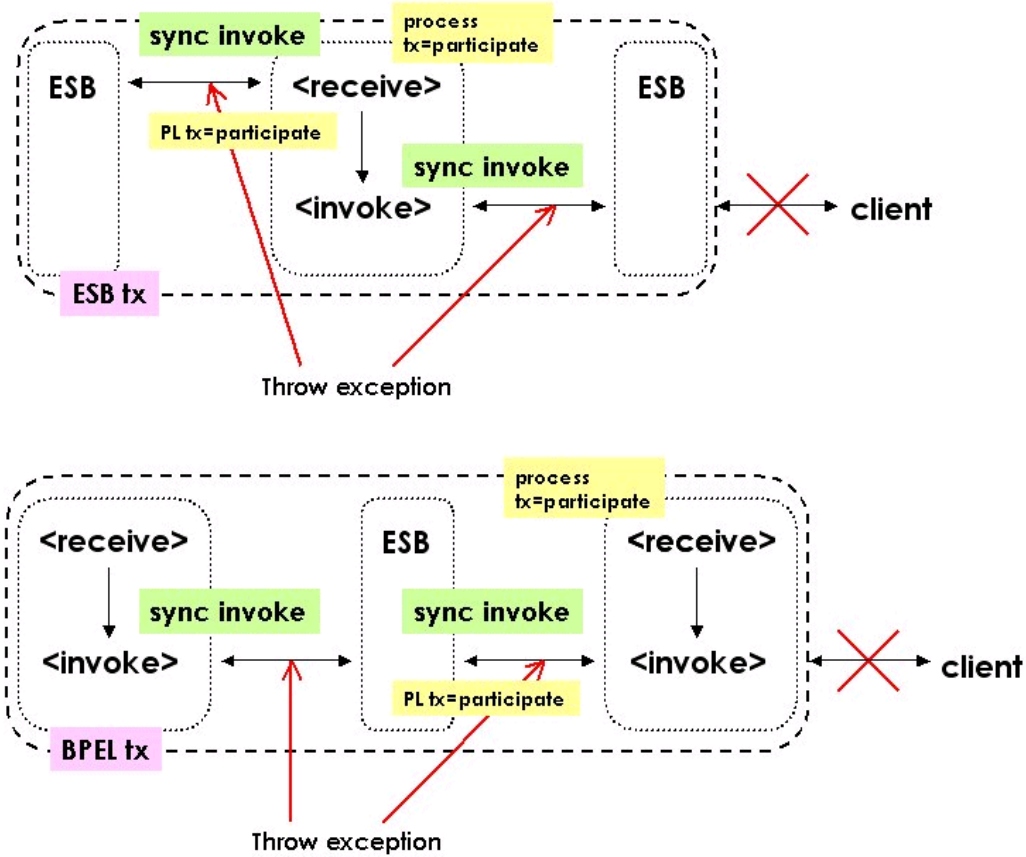 sync invoke
process
tx=participate
ESB
<receive>
ESB
PL tx=participate
sync invoke
<invoke>
client
ESB tx
Throw exception
process
tx=participate
<receive>
ESB
<receive>
sync invoke
sync invoke
<invoke>
<invoke>
client
PL tx=participate
BPEL tx
Throw exception